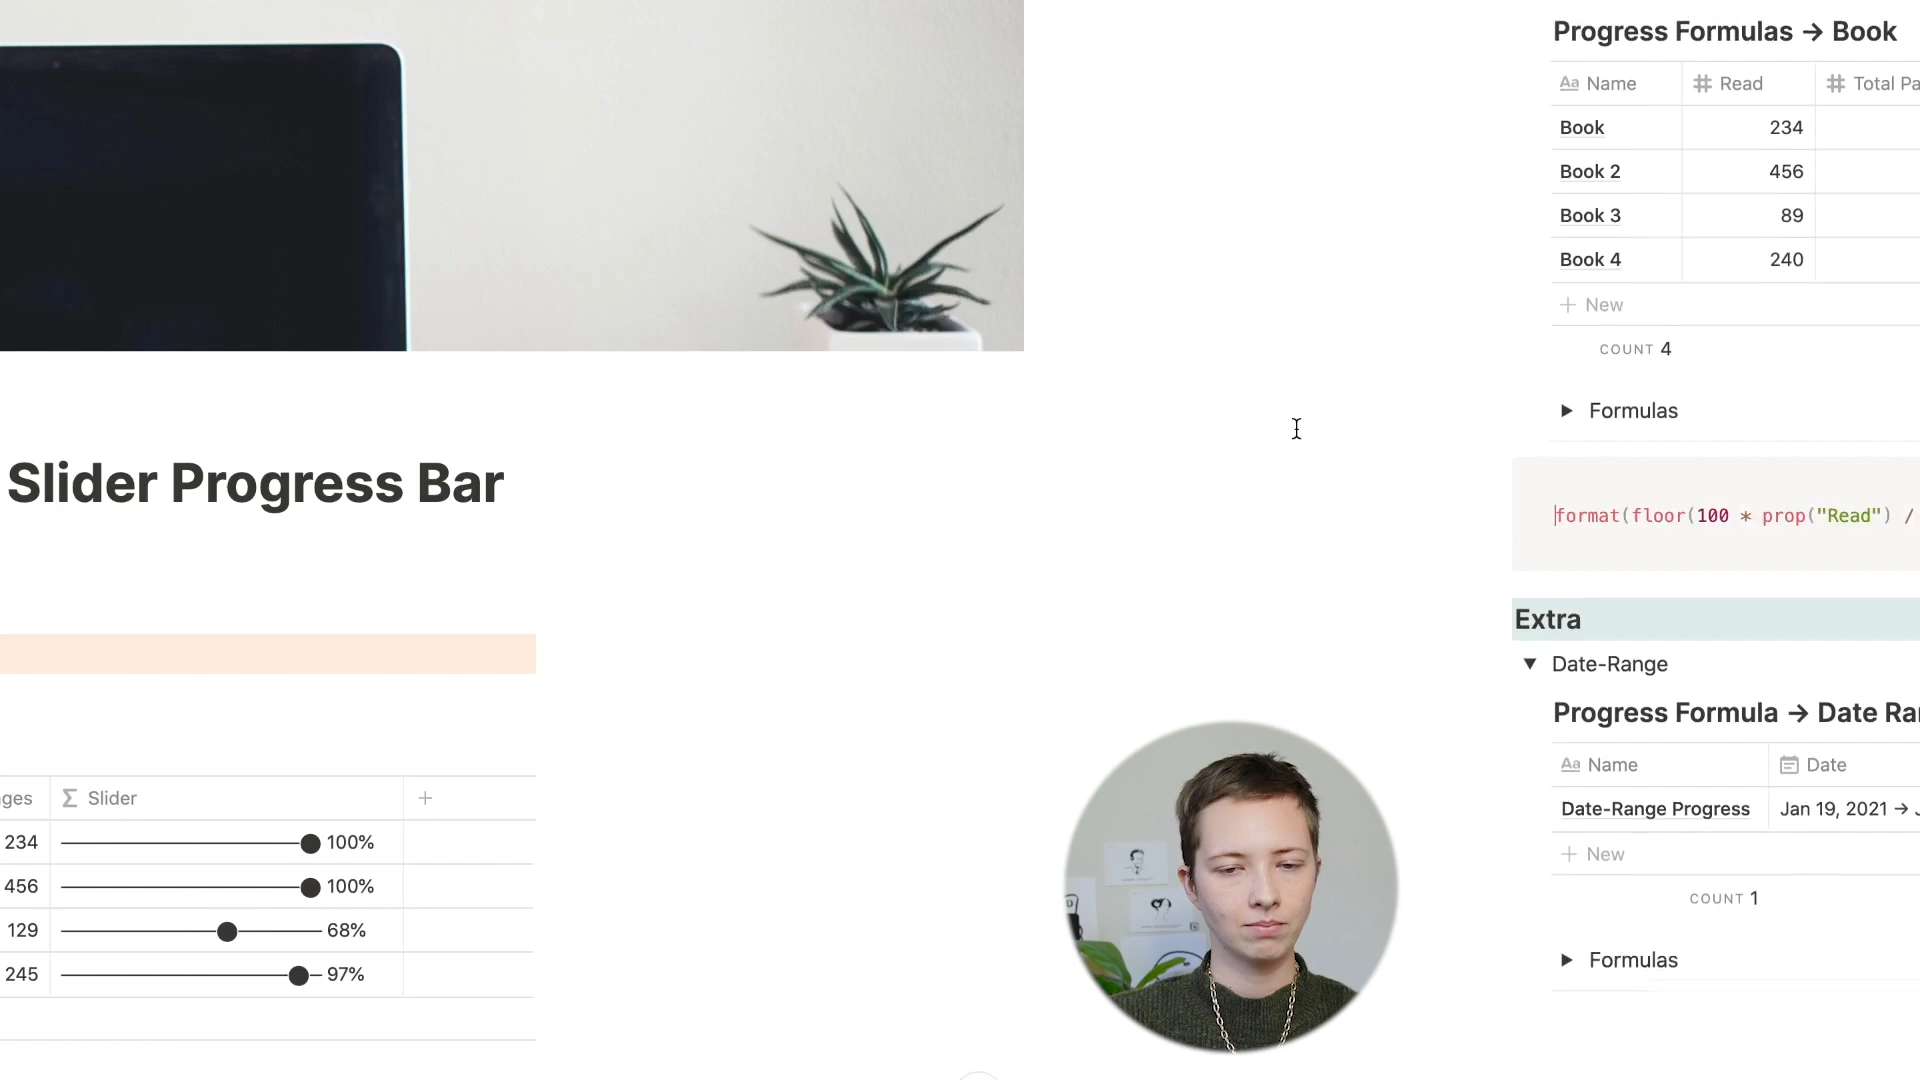 Slider Progress Bar
ges Σ Slider +
234 100%
456 100%
129 68%
245 97%
Progress Formulas → Book
Aa Name # Read # Total Pa
Book 234
Book 2 456
Book 3 89
Book 4 240
+ New
COUNT 4
Formulas
format(floor(100 * prop("Read") /
Extra
Date-Range
Progress Formula → Date Ra
Aa Name Date
Date-Range Progress Jan 19, 2021 →
+ New
COUNT 1
Formulas